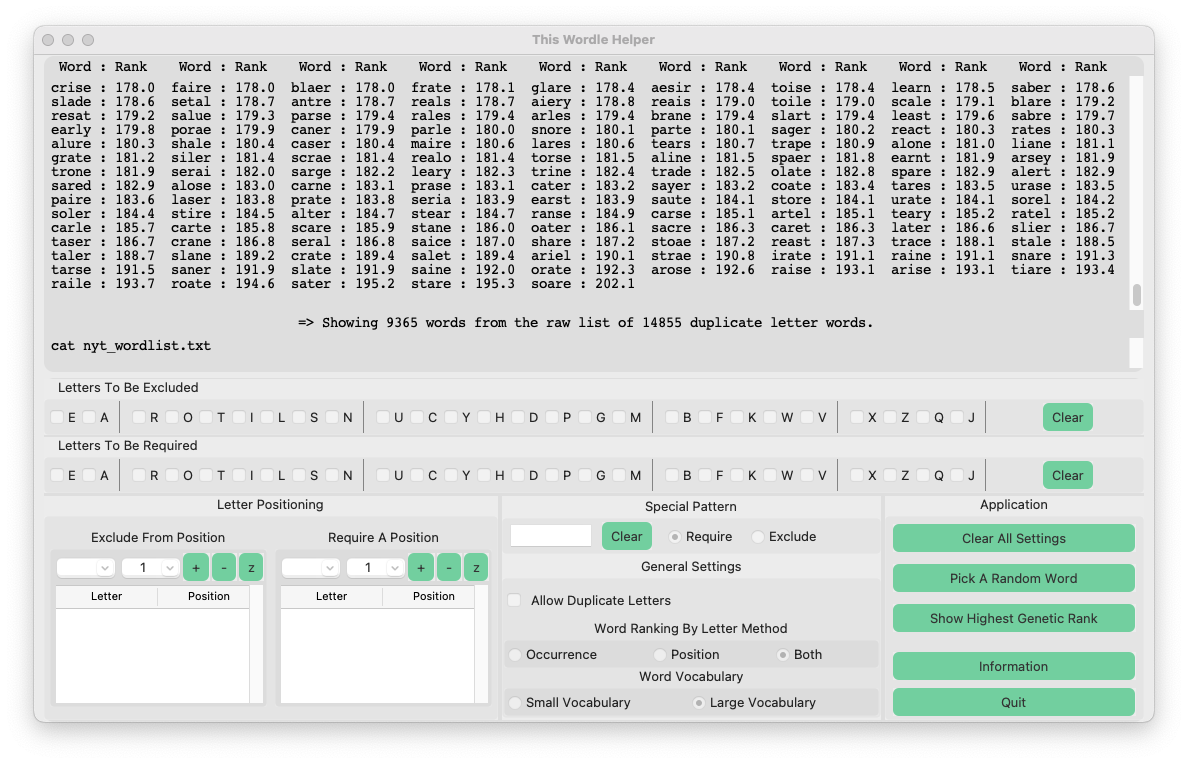 This Wordle Helper
Word : Rank Word : Rank Word : Rank Word : Rank Word : Rank Word : Rank Word : Rank Word : Rank Word : Rank
crise : 178.0 faire : 178.0 blaer : 178.0 frate : 178.1 glare : 178.4 aesir : 178.4 toise : 178.4 learn : 178.5 saber : 178.6
slade : 178.6 setal : 178.7 antre : 178.7 reals : 178.7 aiery : 178.8 reais : 179.0 toile : 179.0 scale : 179.1 blare : 179.2
resat : 179.2 salue : 179.3 parse : 179.4 rales : 179.4 arles : 179.4 brane : 179.4 slart : 179.4 least : 179.6 sabre : 179.7
early : 179.8 porae : 179.9 caner : 179.9 parle : 180.0 snore : 180.1 parte : 180.1 sager : 180.2 react : 180.3 rates : 180.3
alure : 180.3 shale : 180.4 caser : 180.4 maire : 180.6 lares : 180.6 tears : 180.7 trape : 180.9 alone : 181.0 liane : 181.1
grate : 181.2 siler : 181.4 scrae : 181.4 realo : 181.4 torse : 181.5 aline : 181.5 spaer : 181.8 earnt : 181.9 arsey : 181.9
trone : 181.9 serai : 182.0 sarge : 182.2 leary : 182.3 trine : 182.4 trade : 182.5 olate : 182.8 spare : 182.9 alert : 182.9
sared : 182.9 alose : 183.0 carne : 183.1 prase : 183.1 cater : 183.2 sayer : 183.2 coate : 183.4 tares : 183.5 urase : 183.5
paire : 183.6 laser : 183.8 prate : 183.8 seria : 183.9 earst : 183.9 saute : 184.1 store : 184.1 urate : 184.1 sorel : 184.2
soler : 184.4 stire : 184.5 alter : 184.7 stear : 184.7 ranse : 184.9 carse : 185.1 artel : 185.1 teary : 185.2 ratel : 185.2
carle : 185.7 carte : 185.8 scare : 185.9 stane : 186.0 oater : 186.1 sacre : 186.3 caret : 186.3 later : 186.6 slier : 186.7
taser : 186.7 crane : 186.8 seral : 186.8 saice : 187.0 share : 187.2 stoae : 187.2 reast : 187.3 trace : 188.1 stale : 188.5
taler : 188.7 slane : 189.2 crate : 189.4 salet : 189.4 ariel : 190.1 strae : 190.8 irate : 191.1 raine : 191.1 snare : 191.3
tarse : 191.5 saner : 191.9 slate : 191.9 saine : 192.0 orate : 192.3 arose : 192.6 raise : 193.1 arise : 193.1 tiare : 193.4
raile : 193.7 roate : 194.6 sater : 195.2 stare : 195.3 soare : 202.1
=> Showing 9365 words from the raw list of 14855 duplicate letter words.
cat nyt_wordlist.txt
Letters To Be Excluded
E A R O T I L S N U C Y H D P G M B F K W V X Z Q J Clear
Letters To Be Required
E A R O T I L S N U C Y H D P G M B F K W V X Z Q J Clear
Letter Positioning
Exclude From Position Require A Position
1 + - z 1 + - z
Letter Position Letter Position
Special Pattern
Clear Require Exclude
General Settings
Allow Duplicate Letters
Word Ranking By Letter Method
Occurrence Position Both
Word Vocabulary
Small Vocabulary Large Vocabulary
Application
Clear All Settings
Pick A Random Word
Show Highest Genetic Rank
Information
Quit